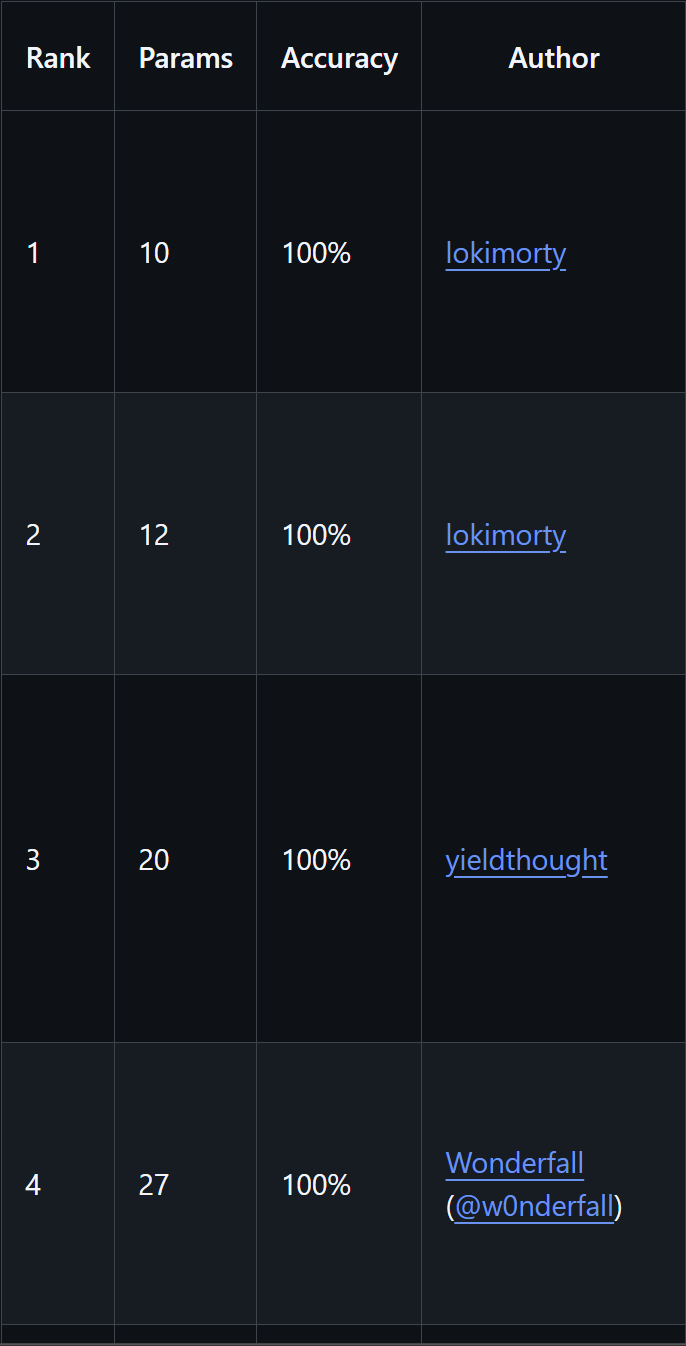 Rank Params Accuracy Author
1 10 100% lokimorty
2 12 100% lokimorty
3 20 100% yieldthought
4 27 100% Wonderfall
(@w0nderfall)